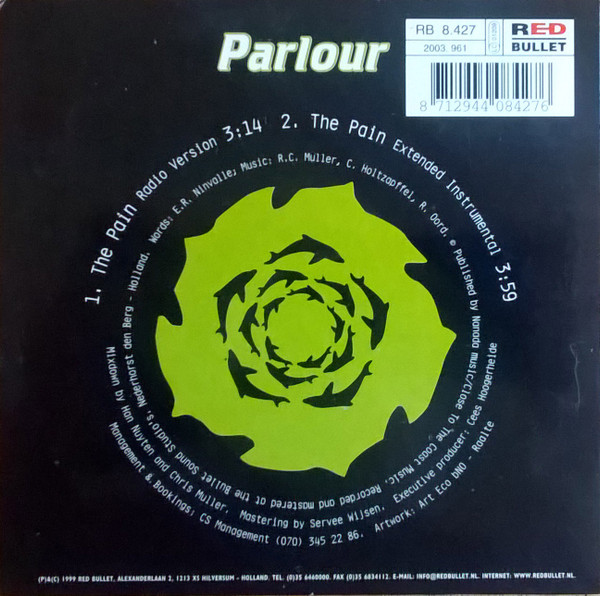 Parlour
RB 8.427
2003.961
RED
BULLET
8 712944 084276
1. The Pain Radio Version 3:14 2. The Pain Extended Instrumental 3:59
Words: E.R. Ninvalle; Music: R.C. Muller, C. Holtzapffel, R. Oord. © Published by Nanada music/Close To The Coast Music. Recorded and mastered at the Bullet Sound Studio's, Nederhorst den Berg - Holland.
Mixdown by Han Nuyten and Chris Muller. Mastering by Servee Wijsen. Executive producer: Cees Hoogerheide
Management & Bookings: CS Management (070) 345 22 86. Artwork: Art Eco DNO - Raalte
(P)&(C) 1999 RED BULLET, ALEXANDERLAAN 2, 1213 XS HILVERSUM - HOLLAND. TEL. (0)35 6460000. FAX (0)35 6834112. E-MAIL: INFO@REDBULLET.NL. INTERNET: WWW.REDBULLET.NL.